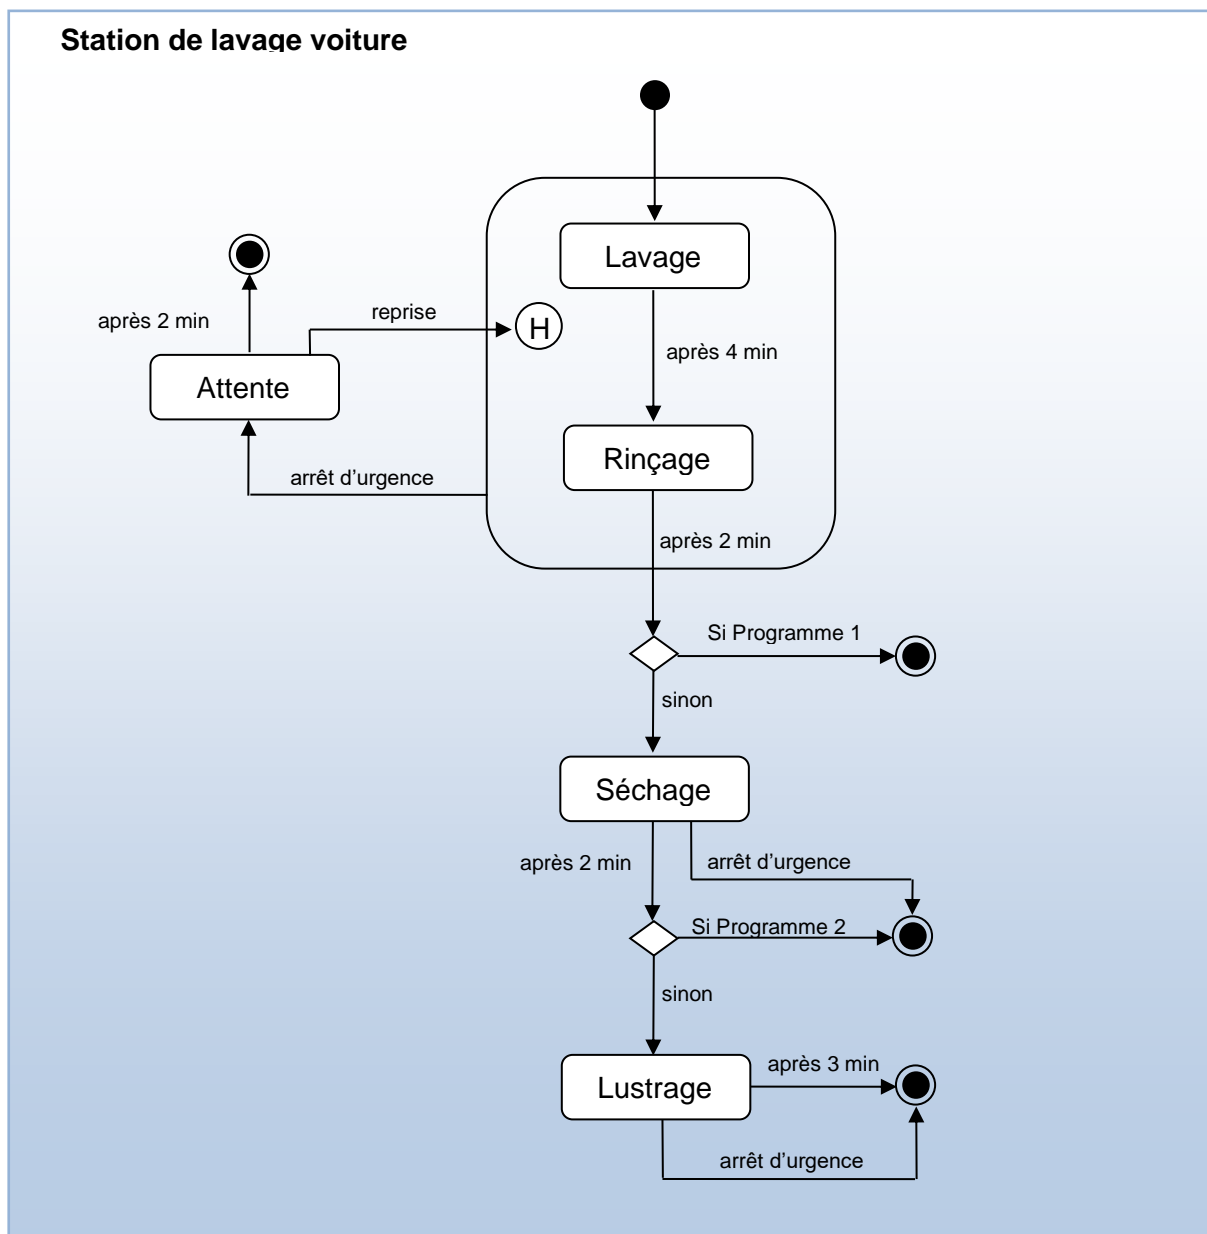 Station de lavage voiture
Lavage
après 2 min
reprise
H
après 4 min
Attente
Rinçage
arrêt d’urgence
après 2 min
Si Programme 1
sinon
Séchage
après 2 min
arrêt d’urgence
Si Programme 2
sinon
Lustrage
après 3 min
arrêt d’urgence